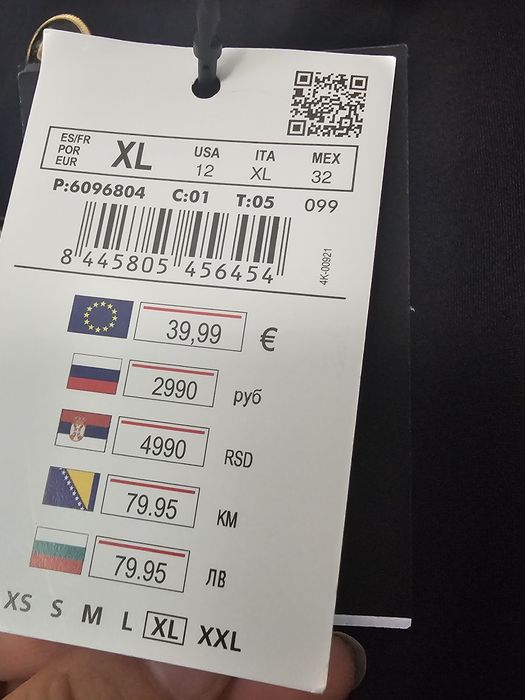 ES/FR
POR
EUR
XL
USA
12
ITA
XL
MEX
32
P:6096804 C:01 T:05 099
8 445805 456454
4K-00921
39,99 €
2990 руб
4990 RSD
79.95 KM
79.95 ЛВ
XS S M L XL XXL